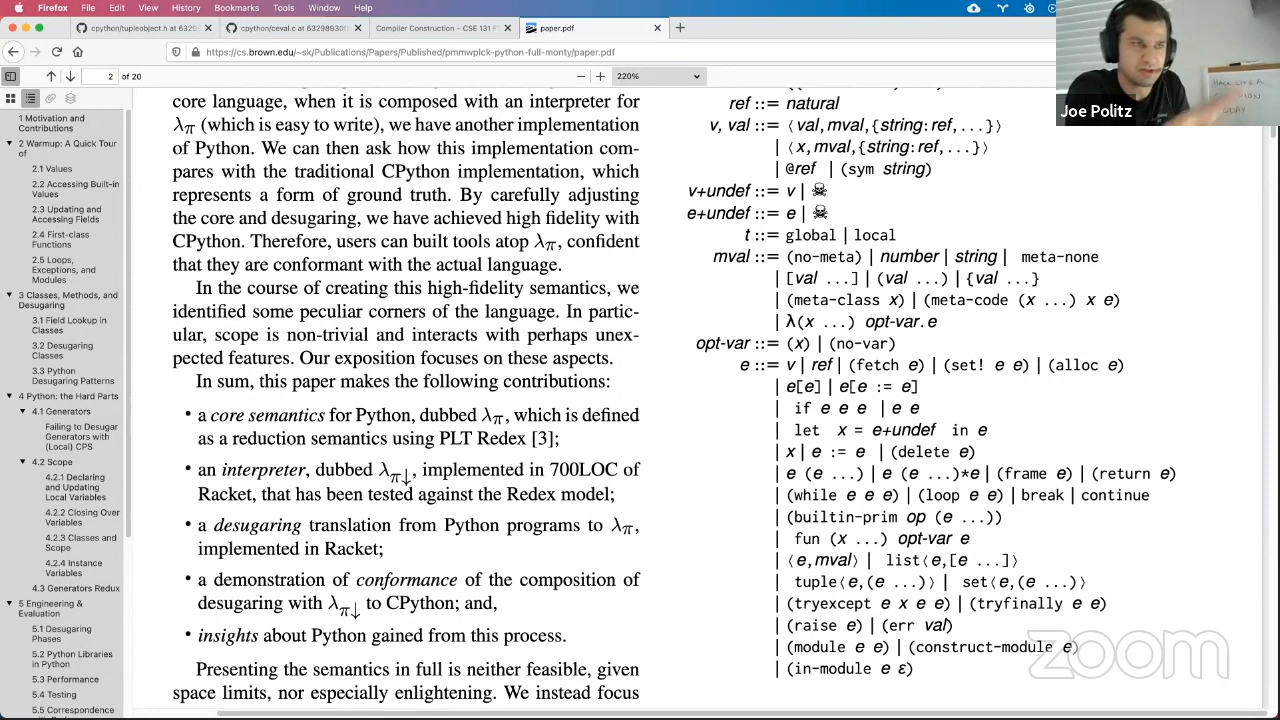 Firefox File Edit View History Bookmarks Tools Window Help
cpython/tupleobject.h at 6329893
cpython/ceval.c at 63298930f
Compiler Construction – CSE 131 F
paper.pdf
https://cs.brown.edu/~sk/Publications/Papers/Published/pmmwplck-python-full-monty/paper.pdf
2 of 20
220%
1 Motivation and
Contributions
2 Warmup: A Quick Tour
of
2.1 Values
2.2 Accessing Built-in
Values
2.3 Updating and
Accessing Fields
2.4 First-class
Functions
2.5 Loops,
Exceptions, and
Modules
3 Classes, Methods, and
Desugaring
3.1 Field Lookup in
Classes
3.2 Desugaring
Classes
3.3 Python
Desugaring Patterns
4 Python: the Hard Parts
4.1 Generators
Failing to Desugar
Generators with
(Local) CPS
4.2 Scope
4.2.1 Declaring
and Updating
Local Variables
4.2.2 Closing Over
Variables
4.2.3 Classes and
Scope
4.2.4 Instance
Variables
4.3 Generators Redux
5 Engineering &
Evaluation
5.1 Desugaring
Phases
5.2 Python Libraries
in Python
5.3 Performance
5.4 Testing
5.5 Correspondence
core language, when it is composed with an interpreter for
λπ (which is easy to write), we have another implementation
of Python. We can then ask how this implementation com-
pares with the traditional CPython implementation, which
represents a form of ground truth. By carefully adjusting
the core and desugaring, we have achieved high fidelity with
CPython. Therefore, users can built tools atop λπ, confident
that they are conformant with the actual language.
In the course of creating this high-fidelity semantics, we
identified some peculiar corners of the language. In partic-
ular, scope is non-trivial and interacts with perhaps unex-
pected features. Our exposition focuses on these aspects.
In sum, this paper makes the following contributions:
• a core semantics for Python, dubbed λπ, which is defined
as a reduction semantics using PLT Redex [3];
• an interpreter, dubbed λπ↓, implemented in 700LOC of
Racket, that has been tested against the Redex model;
• a desugaring translation from Python programs to λπ,
implemented in Racket;
• a demonstration of conformance of the composition of
desugaring with λπ↓ to CPython; and,
• insights about Python gained from this process.
Presenting the semantics in full is neither feasible, given
space limits, nor especially enlightening. We instead focus
ref ::= natural
v, val ::= ⟨val,mval,{string:ref,...}⟩
| ⟨x,mval,{string:ref,...}⟩
| @ref | (sym string)
v+undef ::= v | ☠
e+undef ::= e | ☠
t ::= global | local
mval ::= (no-meta) | number | string | meta-none
| [val ...] | (val ...) | {val ...}
| (meta-class x) | (meta-code (x ...) x e)
| λ(x ...) opt-var.e
opt-var ::= (x) | (no-var)
e ::= v | ref | (fetch e) | (set! e e) | (alloc e)
| e[e] | e[e := e]
| if e e e | e e
| let x = e+undef in e
| x | e := e | (delete e)
| e (e ...) | e (e ...)*e | (frame e) | (return e)
| (while e e e) | (loop e e) | break | continue
| (builtin-prim op (e ...))
| fun (x ...) opt-var e
| ⟨e,mval⟩ | list⟨e,[e ...]⟩
| tuple⟨e,(e ...)⟩ | set⟨e,(e ...)⟩
| (tryexcept e x e e) | (tryfinally e e)
| (raise e) | (err val)
| (module e e) | (construct-module e)
| (in-module e ε)
Joe Politz
zoom